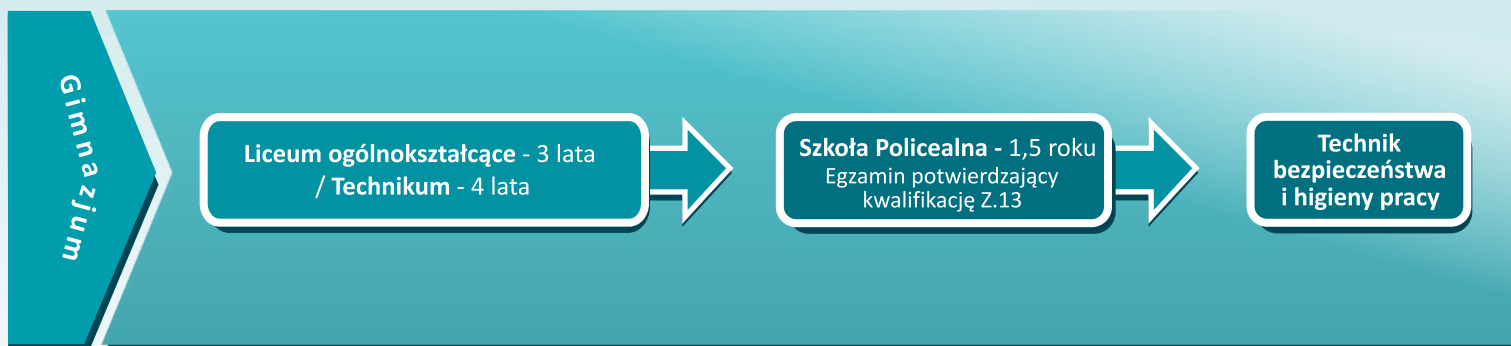 Gimnazjum
Liceum ogólnokształcące - 3 lata
/ Technikum - 4 lata
Szkoła Policealna - 1,5 roku
Egzamin potwierdzający
kwalifikację Z.13
Technik
bezpieczeństwa
i higieny pracy